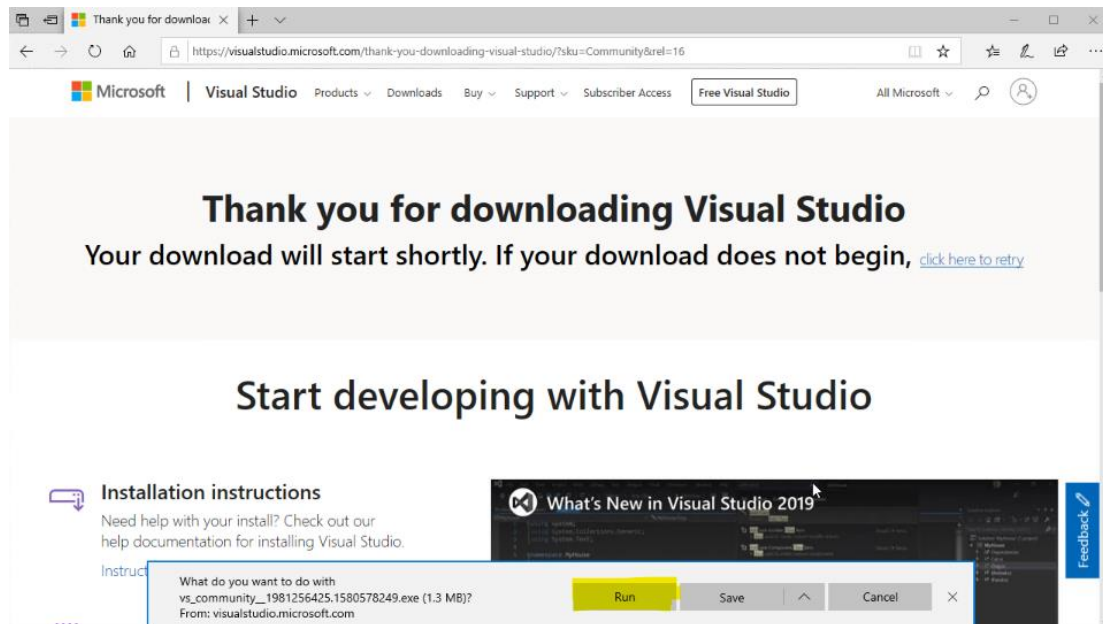 Thank you for downloac
https://visualstudio.microsoft.com/thank-you-downloading-visual-studio/?sku=Community&rel=16
Microsoft | Visual Studio Products Downloads Buy Support Subscriber Access Free Visual Studio All Microsoft
Thank you for downloading Visual Studio
Your download will start shortly. If your download does not begin, click here to retry
Start developing with Visual Studio
Installation instructions
Need help with your install? Check out our
help documentation for installing Visual Studio.
Instruct
What's New in Visual Studio 2019
Feedback
What do you want to do with
vs_community__1981256425.1580578249.exe (1.3 MB)?
From: visualstudio.microsoft.com
Run Save Cancel